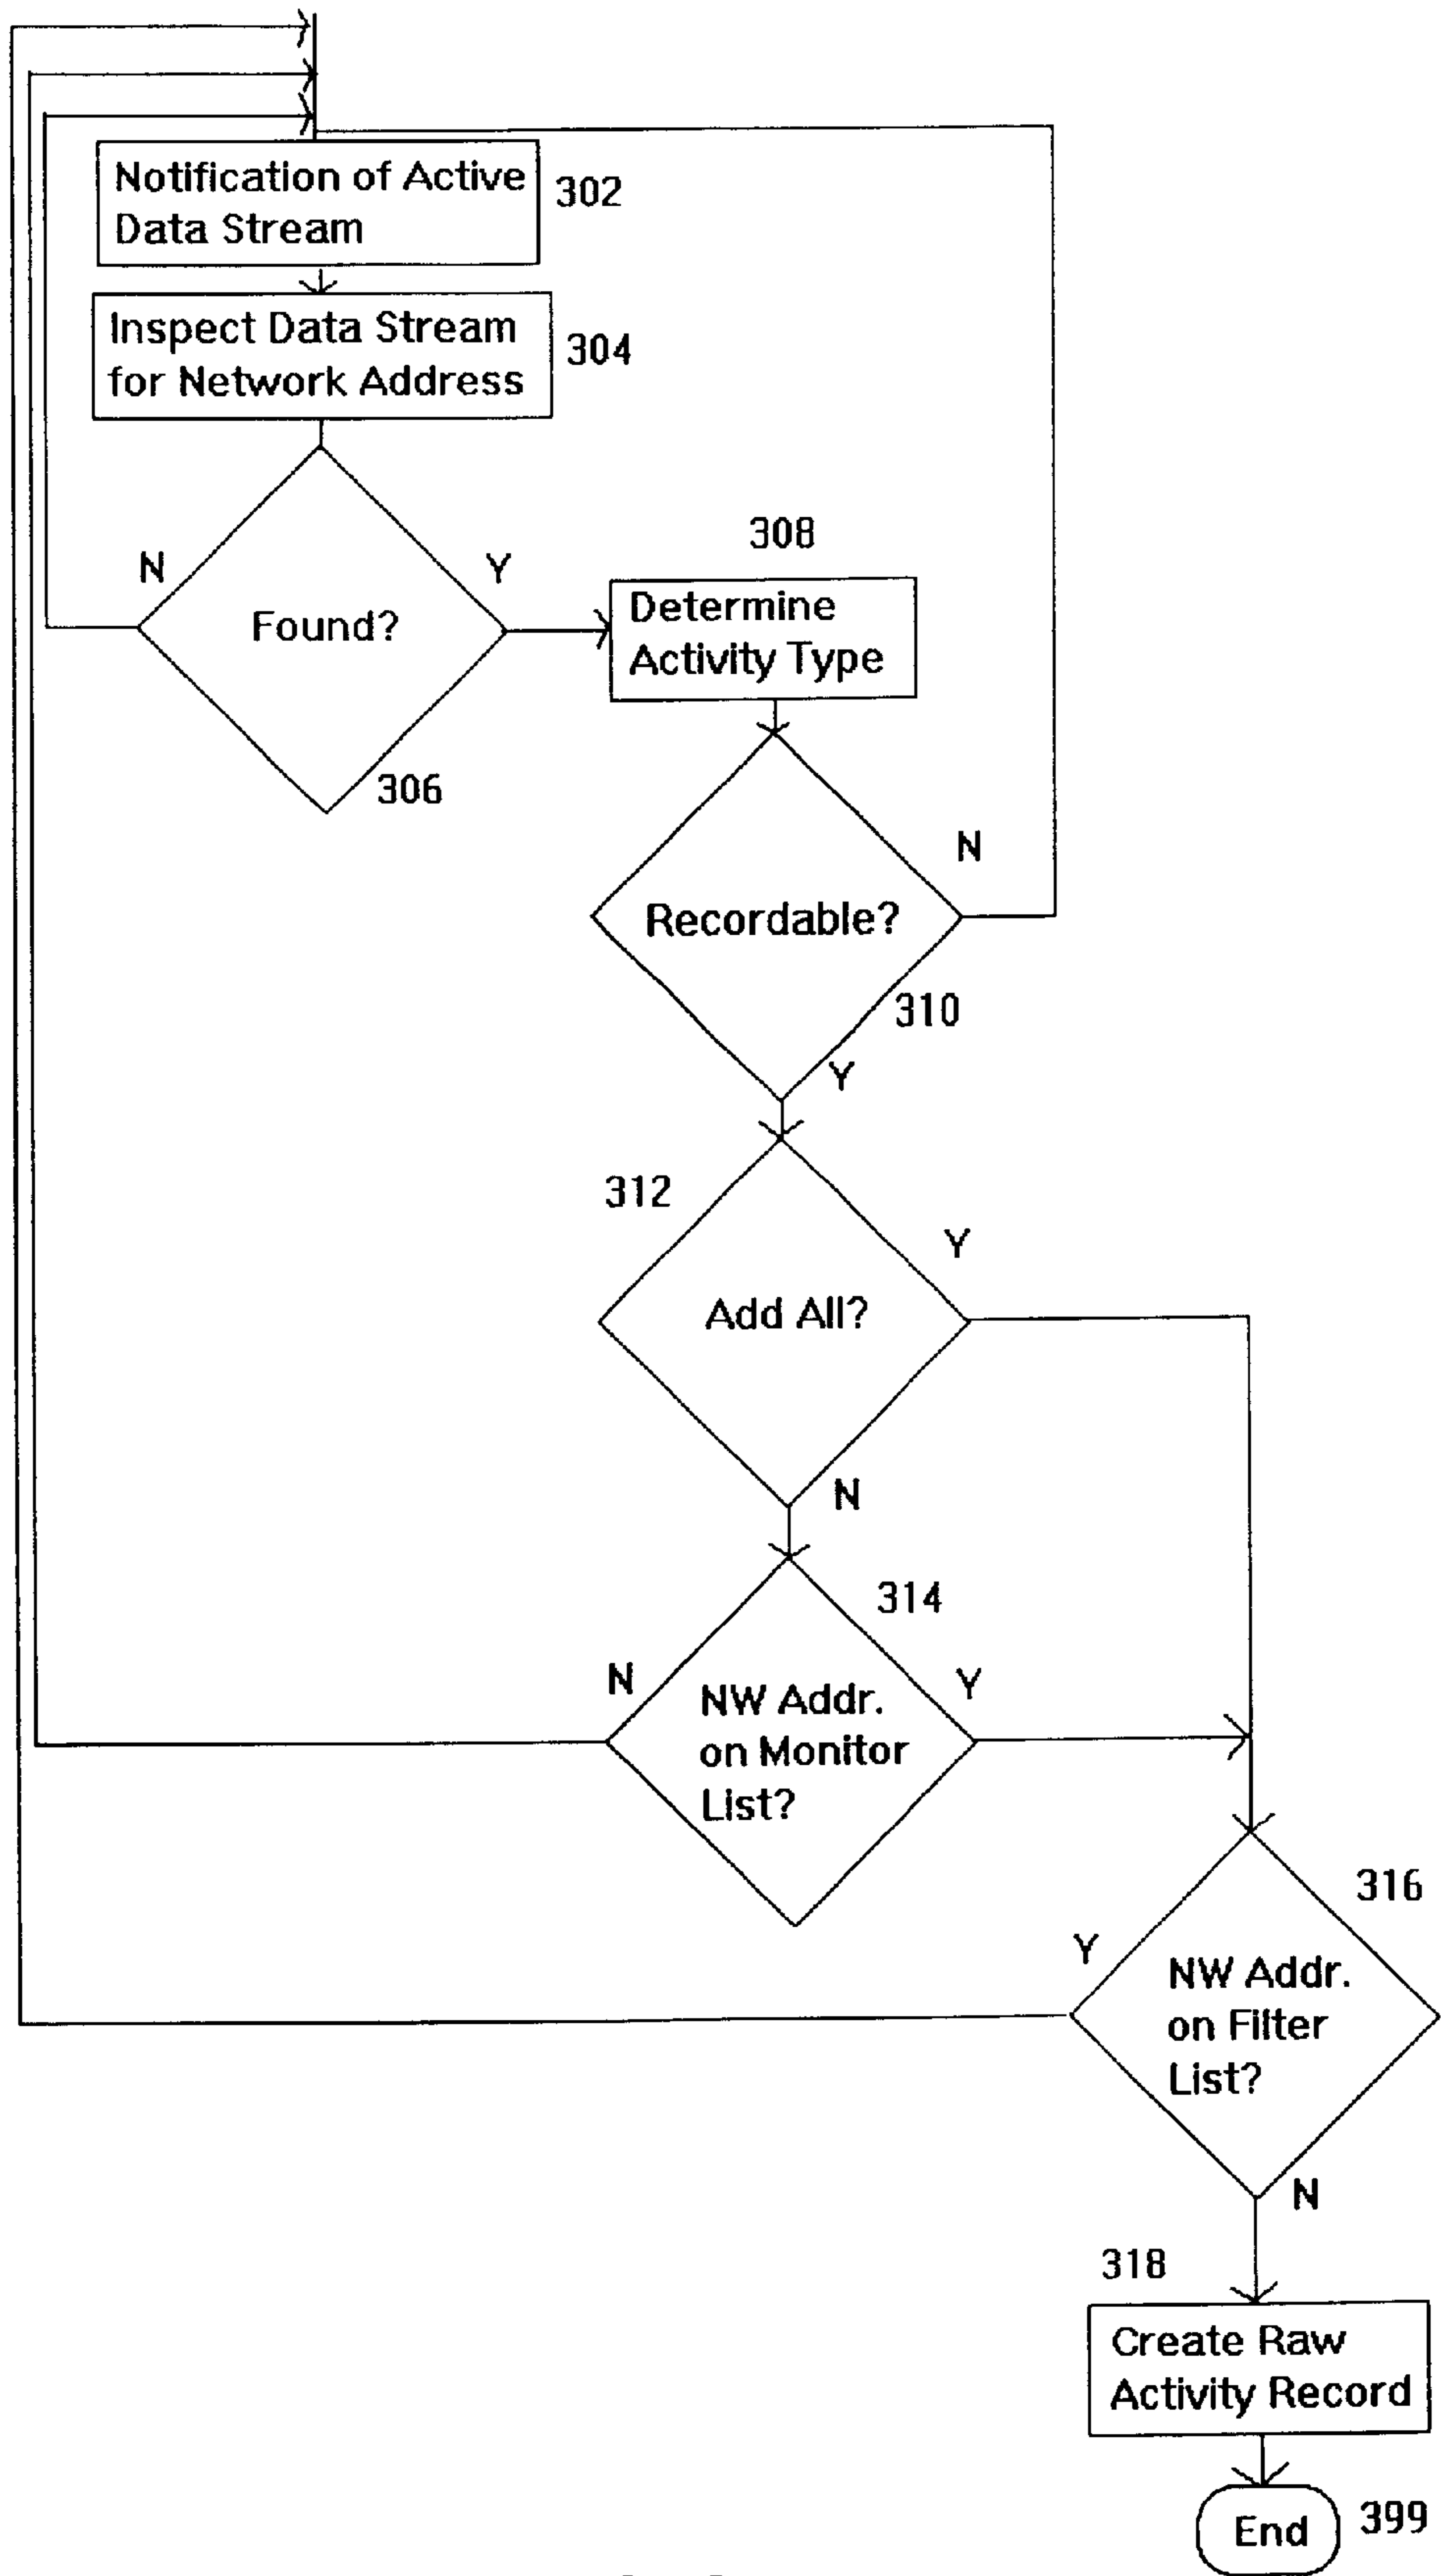 Notification of Active
Data Stream
302
Inspect Data Stream
for Network Address
304
N
Y
Found?
306
308
Determine
Activity Type
N
Recordable?
310
Y
312
Y
Add All?
N
314
N
Y
NW Addr.
on Monitor
List?
316
Y
NW Addr.
on Filter
List?
N
318
Create Raw
Activity Record
End
399